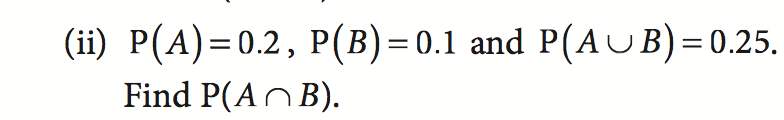 (ii) P(A) = 0.2, P(B) = 0.1 and P(A ∪ B) = 0.25.
Find P(A ∩ B).